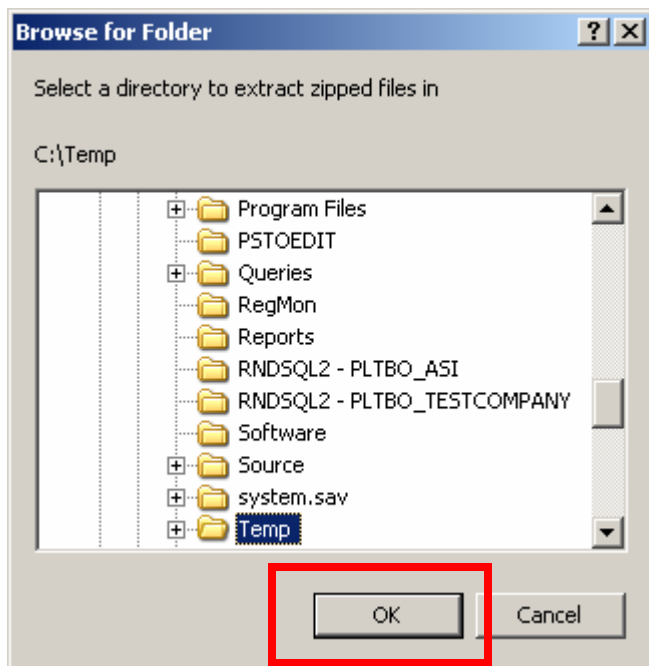 Browse for Folder
Select a directory to extract zipped files in
C:\Temp
Program Files
PSTOEDIT
Queries
RegMon
Reports
RNDSQL2 - PLTBO_ASI
RNDSQL2 - PLTBO_TESTCOMPANY
Software
Source
system.sav
Temp
OK Cancel